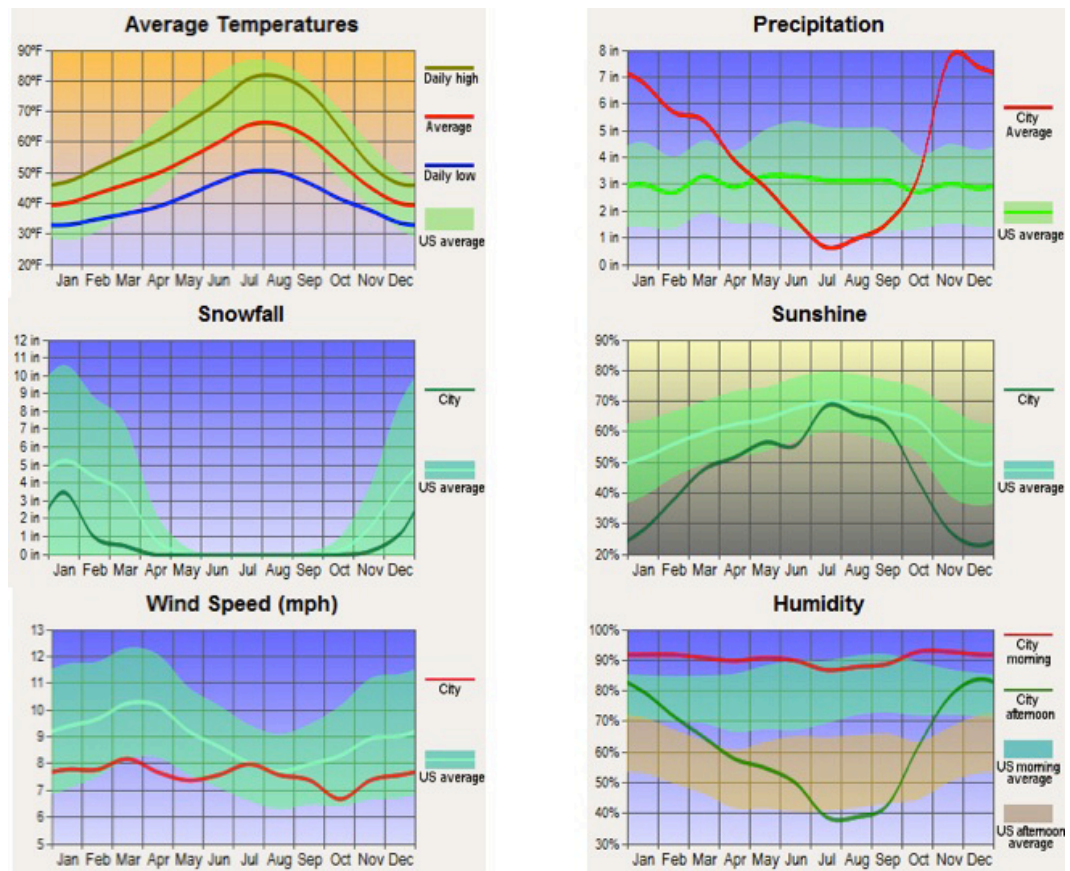 Average Temperatures
90ºF
80ºF
70ºF
60ºF
50ºF
40ºF
30ºF
20ºF
Jan Feb Mar Apr May Jun Jul Aug Sep Oct Nov Dec
Daily high
Average
Daily low
US average
Precipitation
8 in
7 in
6 in
5 in
4 in
3 in
2 in
1 in
0 in
Jan Feb Mar Apr May Jun Jul Aug Sep Oct Nov Dec
City
Average
US average
Snowfall
12 in
11 in
10 in
9 in
8 in
7 in
6 in
5 in
4 in
3 in
2 in
1 in
0 in
Jan Feb Mar Apr May Jun Jul Aug Sep Oct Nov Dec
City
US average
Sunshine
90%
80%
70%
60%
50%
40%
30%
20%
Jan Feb Mar Apr May Jun Jul Aug Sep Oct Nov Dec
City
US average
Wind Speed (mph)
13
12
11
10
9
8
7
6
5
Jan Feb Mar Apr May Jun Jul Aug Sep Oct Nov Dec
City
US average
Humidity
100%
90%
80%
70%
60%
50%
40%
30%
Jan Feb Mar Apr May Jun Jul Aug Sep Oct Nov Dec
City
morning
City
afternoon
US morning
average
US afternoon
average